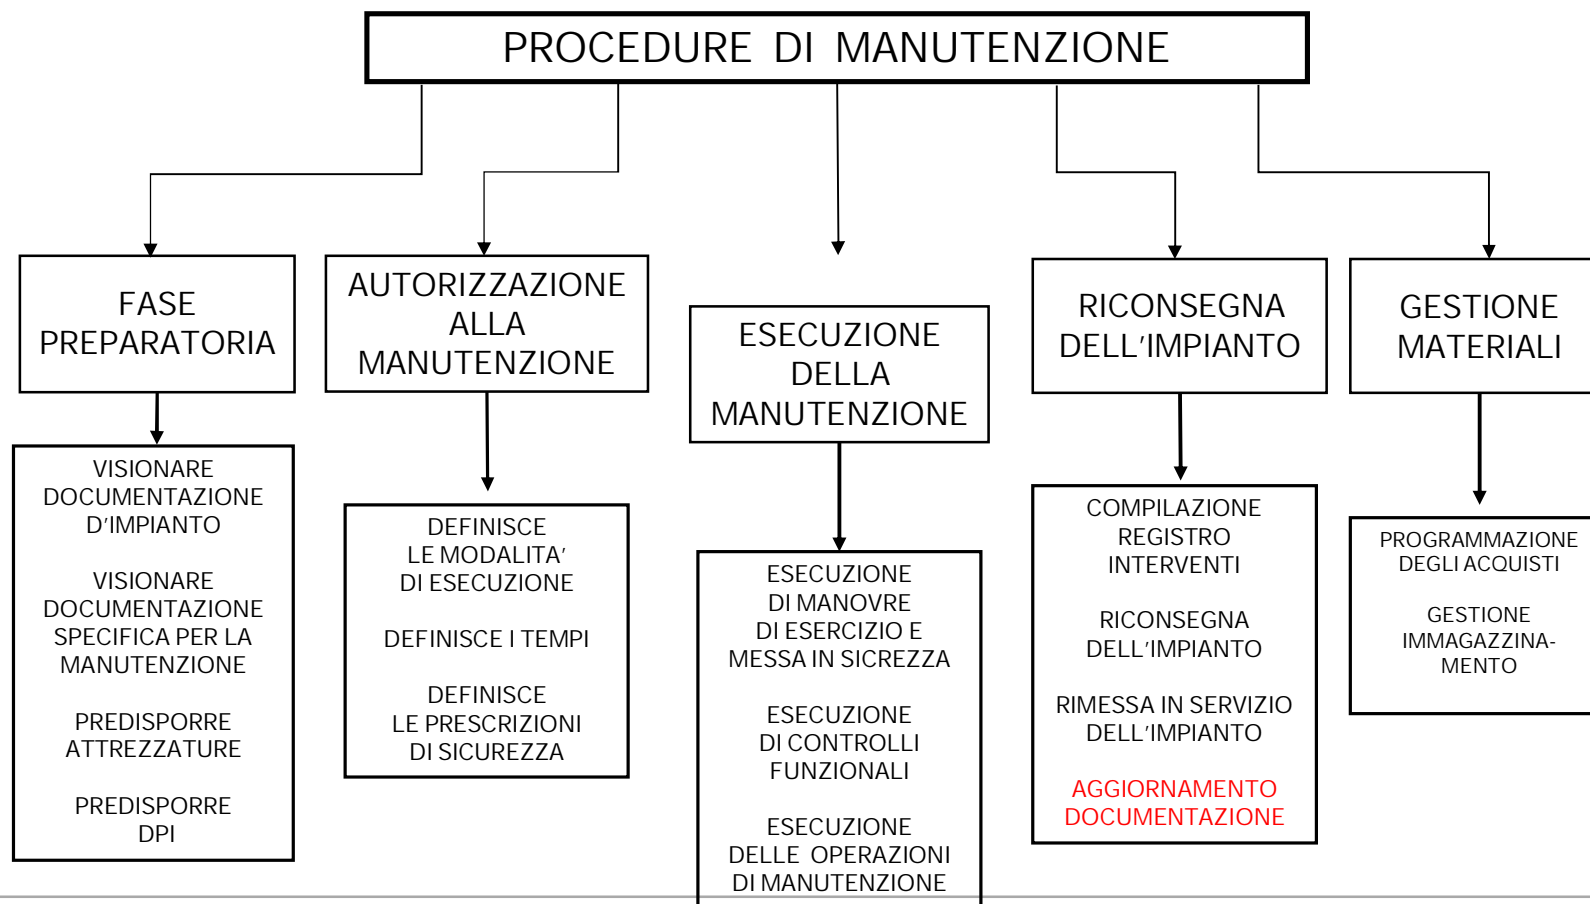 PROCEDURE DI MANUTENZIONE
FASE
PREPARATORIA
AUTORIZZAZIONE
ALLA
MANUTENZIONE
ESECUZIONE
DELLA
MANUTENZIONE
RICONSEGNA
DELL'IMPIANTO
GESTIONE
MATERIALI
VISIONARE
DOCUMENTAZIONE
D'IMPIANTO
VISIONARE
DOCUMENTAZIONE
SPECIFICA PER LA
MANUTENZIONE
PREDISPORRE
ATTREZZATURE
PREDISPORRE
DPI
DEFINISCE
LE MODALITA'
DI ESECUZIONE
DEFINISCE I TEMPI
DEFINISCE
LE PRESCRIZIONI
DI SICUREZZA
ESECUZIONE
DI MANOVRE
DI ESERCIZIO E
MESSA IN SICREZZA
ESECUZIONE
DI CONTROLLI
FUNZIONALI
ESECUZIONE
DELLE OPERAZIONI
DI MANUTENZIONE
COMPILAZIONE
REGISTRO
INTERVENTI
RICONSEGNA
DELL'IMPIANTO
RIMESSA IN SERVIZIO
DELL'IMPIANTO
AGGIORNAMENTO
DOCUMENTAZIONE
PROGRAMMAZIONE
DEGLI ACQUISTI
GESTIONE
IMMAGAZZINA-
MENTO